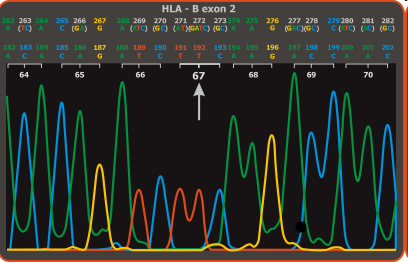 HLA - B exon 2
262 263 264 265 266 267 268 269 270 271 272 273 274 275 276 277 278 279 280 281 282
A (TC) A C (GA) G A (ATC) (GC) (AT) (GATC) (GC) A A G (GAC) (GC) C (ATC) (AC) (GC)
182 183 184 185 186 187 188 189 190 191 192 193 194 195 196 197 198 199 200 201 202
A C A C A G A T C T T C A A G A C C A A C
64 65 66 67 68 69 70